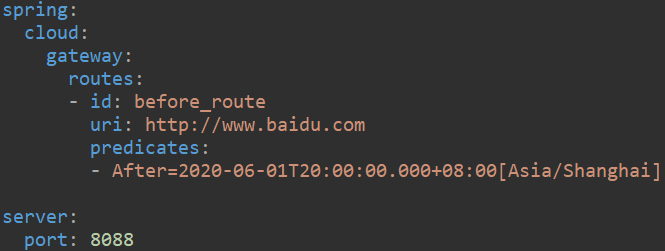 spring:
  cloud:
    gateway:
      routes:
      - id: before_route
        uri: http://www.baidu.com
        predicates:
        - After=2020-06-01T20:00:00.000+08:00[Asia/Shanghai]
server:
  port: 8088